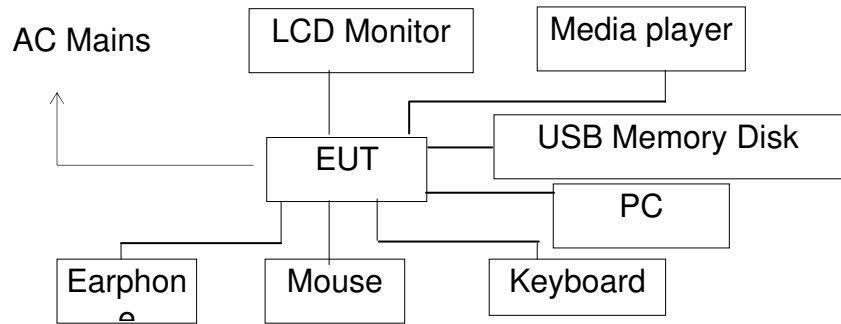 AC Mains
LCD Monitor
Media player
EUT
USB Memory Disk
PC
Earphon
e
Mouse
Keyboard